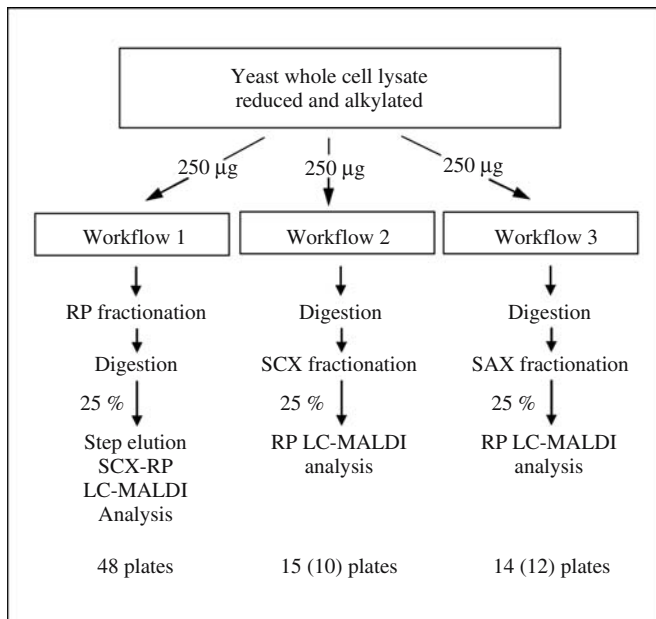 Yeast whole cell lysate
reduced and alkylated
250 µg
250 µg
250 µg
Workflow 1
Workflow 2
Workflow 3
RP fractionation
Digestion
Digestion
Digestion
SCX fractionation
SAX fractionation
25 %
25 %
25 %
Step elution
SCX-RP
LC-MALDI
Analysis
RP LC-MALDI
analysis
RP LC-MALDI
analysis
48 plates
15 (10) plates
14 (12) plates